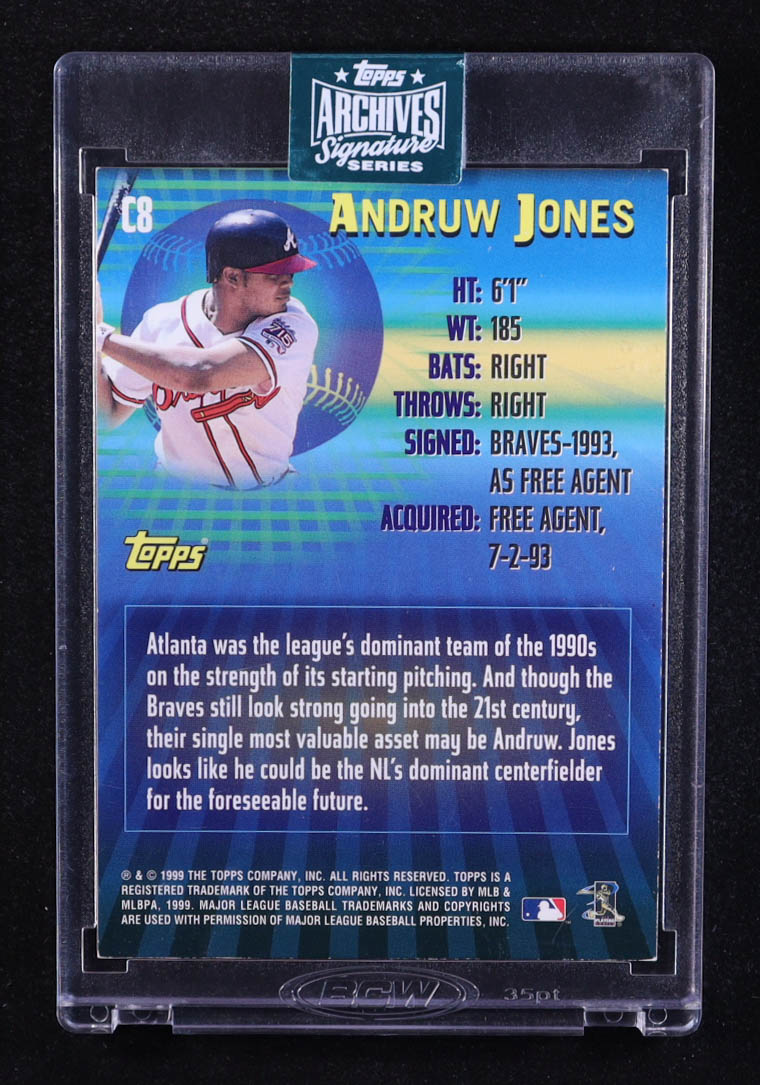 Topps
ARCHIVES
Signature
SERIES
C8
ANDRUW JONES
A
715
HT: 6'1"
WT: 185
BATS: RIGHT
THROWS: RIGHT
SIGNED: BRAVES-1993,
AS FREE AGENT
ACQUIRED: FREE AGENT,
7-2-93
Topps
Atlanta was the league's dominant team of the 1990s
on the strength of its starting pitching. And though the
Braves still look strong going into the 21st century,
their single most valuable asset may be Andruw. Jones
looks like he could be the NL's dominant centerfielder
for the foreseeable future.
® & © 1999 THE TOPPS COMPANY, INC. ALL RIGHTS RESERVED. TOPPS IS A
REGISTERED TRADEMARK OF THE TOPPS COMPANY, INC. LICENSED BY MLB &
MLBPA, 1999. MAJOR LEAGUE BASEBALL TRADEMARKS AND COPYRIGHTS
ARE USED WITH PERMISSION OF MAJOR LEAGUE BASEBALL PROPERTIES, INC.
BCW
35pt